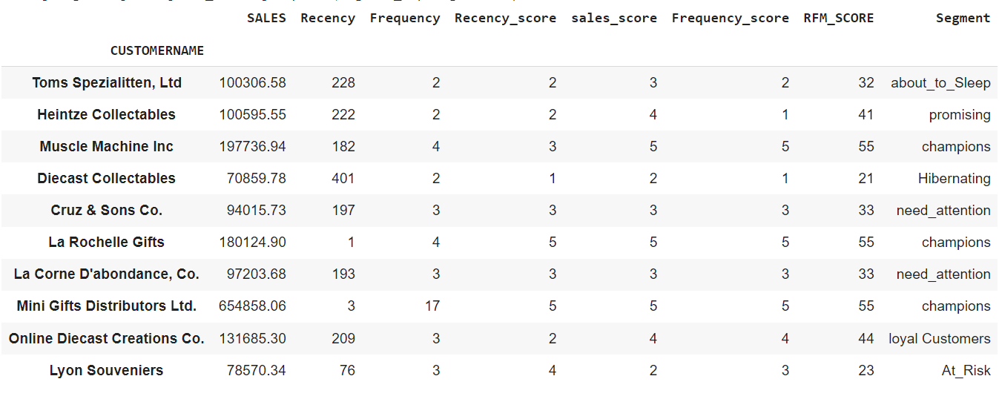 SALES Recency Frequency Recency_score sales_score Frequency_score RFM_SCORE Segment
CUSTOMERNAME
Toms Spezialitten, Ltd 100306.58 228 2 2 3 2 32 about_to_Sleep
Heintze Collectables 100595.55 222 2 2 4 1 41 promising
Muscle Machine Inc 197736.94 182 4 3 5 5 55 champions
Diecast Collectables 70859.78 401 2 1 2 1 21 Hibernating
Cruz & Sons Co. 94015.73 197 3 3 3 3 33 need_attention
La Rochelle Gifts 180124.90 1 4 5 5 5 55 champions
La Corne D'abondance, Co. 97203.68 193 3 3 3 3 33 need_attention
Mini Gifts Distributors Ltd. 654858.06 3 17 5 5 5 55 champions
Online Diecast Creations Co. 131685.30 209 3 2 4 4 44 loyal Customers
Lyon Souveniers 78570.34 76 3 4 2 3 23 At_Risk